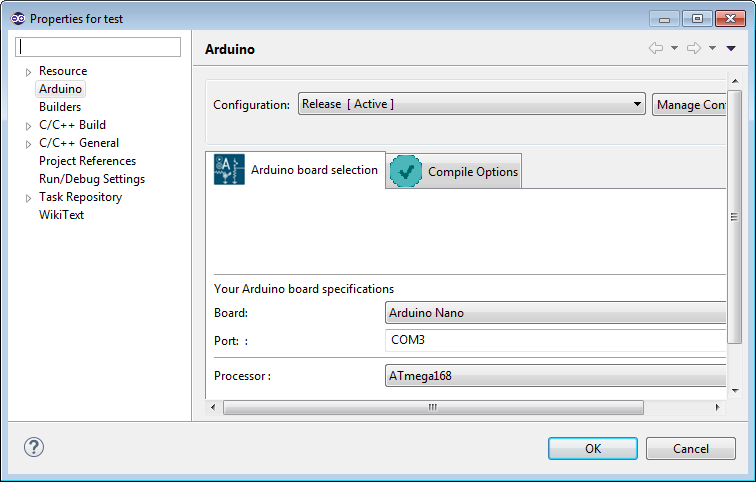 Properties for test
Arduino
Resource
Arduino
Builders
C/C++ Build
C/C++ General
Project References
Run/Debug Settings
Task Repository
WikiText
Configuration:
Release [ Active ]
Manage Conf
Arduino board selection
Compile Options
Your Arduino board specifications
Board:
Arduino Nano
Port: :
COM3
Processor :
ATmega168
OK
Cancel